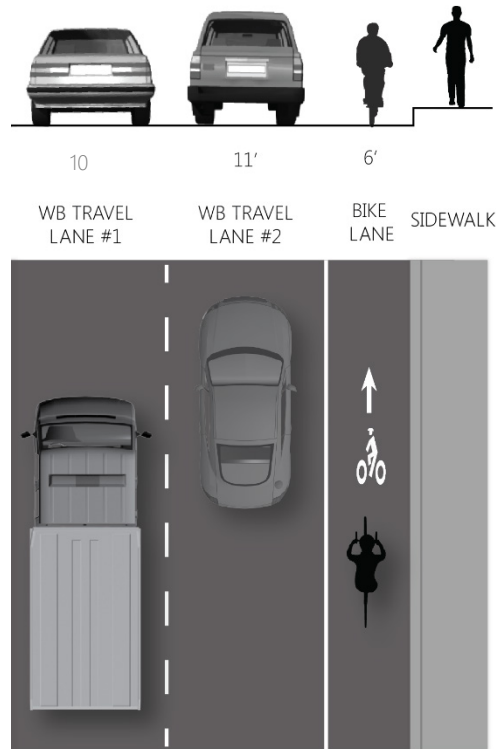 10
11'
6'
WB TRAVEL
LANE #1
WB TRAVEL
LANE #2
BIKE
LANE
SIDEWALK